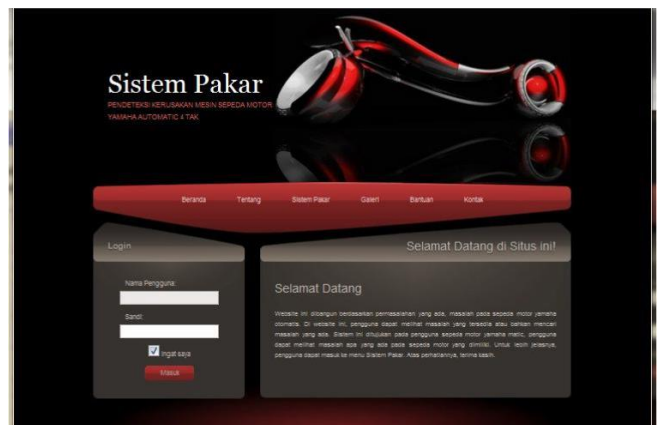 Sistem Pakar
PENDETEKSI KERUSAKAN MESIN SEPEDA MOTOR
YAMAHA AUTOMATIC 4 TAK
Beranda Tentang Sistem Pakar Galeri Bantuan Kontak
Login
Nama Pengguna:
Sandi:
Ingat saya
Masuk
Selamat Datang di Situs ini!
Selamat Datang
Website ini dibangun berdasarkan permasalahan yang ada, masalah pada sepeda motor yamaha
otomatis. Di website ini, pengguna dapat melihat masalah yang tersedia atau bahkan mencari
masalah yang ada. Sistem ini ditujukan pada pengguna sepeda motor yamaha matic, pengguna
dapat melihat masalah apa yang ada pada sepeda motor yang dimiliki. Untuk lebih jelasnya,
pengguna dapat masuk ke menu Sistem Pakar. Atas perhatiannya, terima kasih.